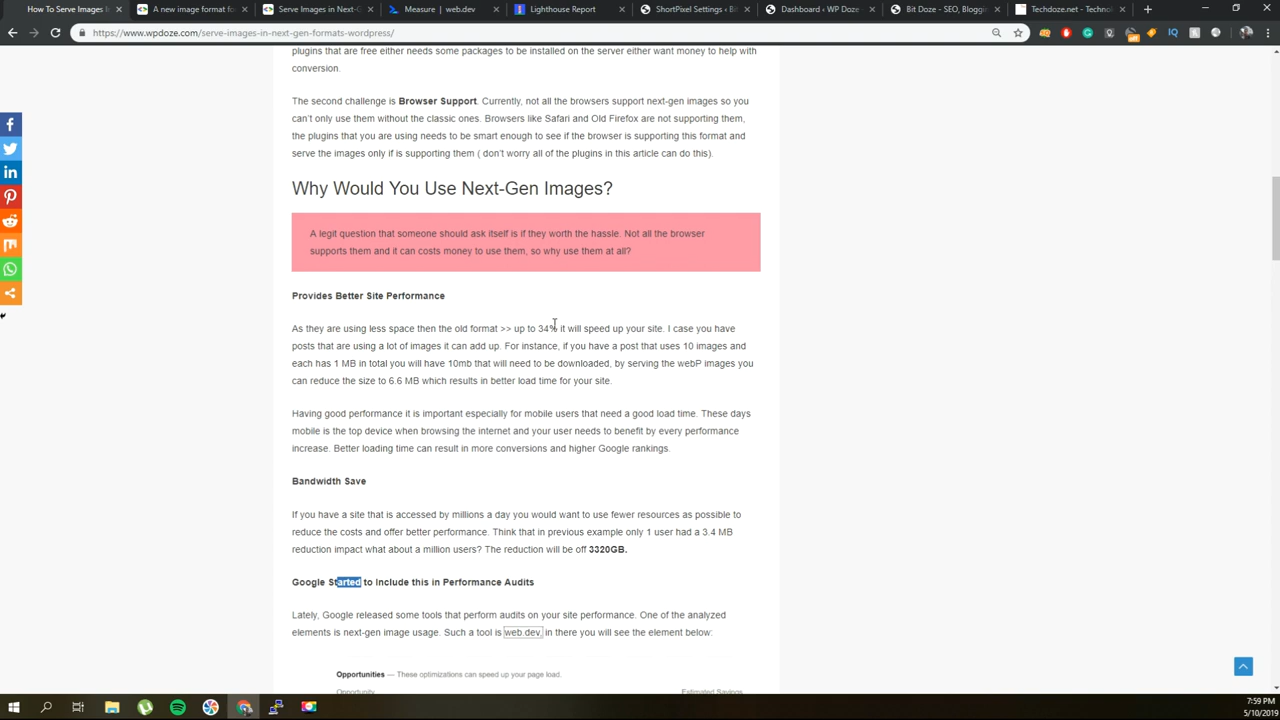 How To Serve Images In
A new image format fo
Serve Images in Next-G
Measure | web.dev
Lighthouse Report
ShortPixel Settings ‹ Bi
Dashboard ‹ WP Doze
Bit Doze - SEO, Bloggin
Techdoze.net - Technol
https://www.wpdoze.com/serve-images-in-next-gen-formats-wordpress/
plugins that are free either needs some packages to be installed on the server either want money to help with
conversion.
The second challenge is Browser Support. Currently, not all the browsers support next-gen images so you
can't only use them without the classic ones. Browsers like Safari and Old Firefox are not supporting them,
the plugins that you are using needs to be smart enough to see if the browser is supporting this format and
serve the images only if is supporting them ( don't worry all of the plugins in this article can do this).
Why Would You Use Next-Gen Images?
A legit question that someone should ask itself is if they worth the hassle. Not all the browser
supports them and it can costs money to use them, so why use them at all?
Provides Better Site Performance
As they are using less space then the old format >> up to 34% it will speed up your site. I case you have
posts that are using a lot of images it can add up. For instance, if you have a post that uses 10 images and
each has 1 MB in total you will have 10mb that will need to be downloaded, by serving the webP images you
can reduce the size to 6.6 MB which results in better load time for your site.
Having good performance it is important especially for mobile users that need a good load time. These days
mobile is the top device when browsing the internet and your user needs to benefit by every performance
increase. Better loading time can result in more conversions and higher Google rankings.
Bandwidth Save
If you have a site that is accessed by millions a day you would want to use fewer resources as possible to
reduce the costs and offer better performance. Think that in previous example only 1 user had a 3.4 MB
reduction impact what about a million users? The reduction will be off 3320GB.
Google Started to Include this in Performance Audits
Lately, Google released some tools that perform audits on your site performance. One of the analyzed
elements is next-gen image usage. Such a tool is web.dev, in there you will see the element below:
Opportunities — These optimizations can speed up your page load.
Opportunity
Estimated Savings
7:59 PM
5/10/2019